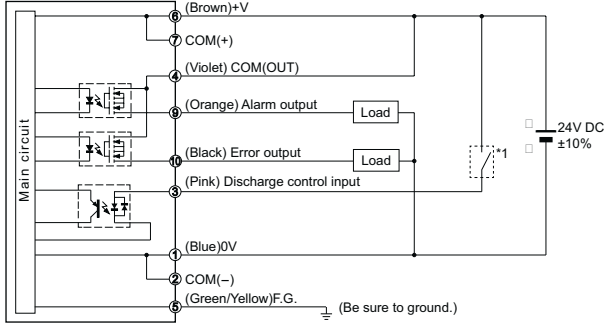 (Brown)+V
6
7 COM(+)
4 (Violet) COM(OUT)
9 (Orange) Alarm output
Load
10 (Black) Error output
Load
3 (Pink) Discharge control input
*1
24V DC
±10%
Main circuit
1 (Blue)0V
2 COM(−)
5 (Green/Yellow)F.G.
(Be sure to ground.)